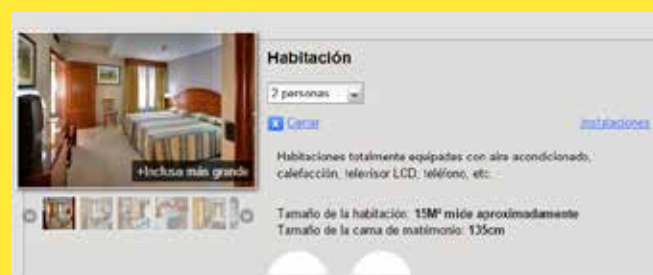 Habitación
2 personas
x Cerrar
Instalaciones
Habitaciones totalmente equipadas con aire acondicionado,
calefacción, televisor LCD, teléfono, etc.
+Incluso más grande
Tamaño de la habitación: 15Mº mide aproximadamente
Tamaño de la cama de matrimonio: 135cm